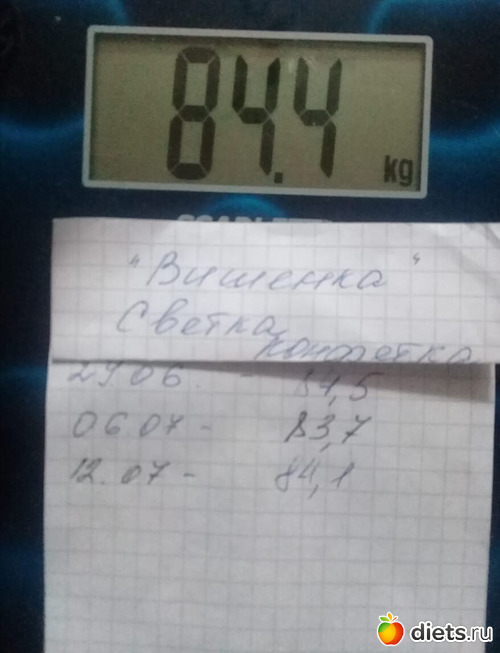 84.4 kg
"Вишенка"
Светка
конфетка
29.06. - 84,5
06.07 - 83,7
12.07 - 84,1
diets.ru